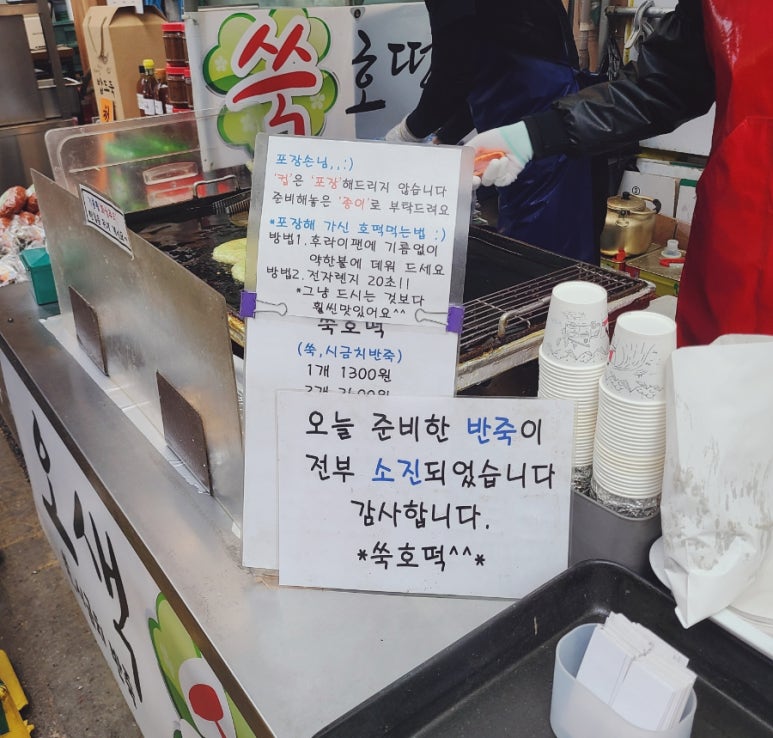 쑥
호떡
포장손님,,:)
'컵'은 '포장'해드리지 않습니다
준비해놓은 '종이'로 부탁드려요
*포장해 가신 호떡먹는법 :)
방법1. 후라이팬에 기름없이
약한불에 데워 드세요
방법2. 전자렌지 20초!!
*그냥 드시는 것보다
훨씬맛있어요^^
쑥호떡
(쑥,시금치반죽)
1개 1300원
오늘 준비한 반죽이
전부 소진되었습니다
감사합니다.
*쑥호떡^^*
오색